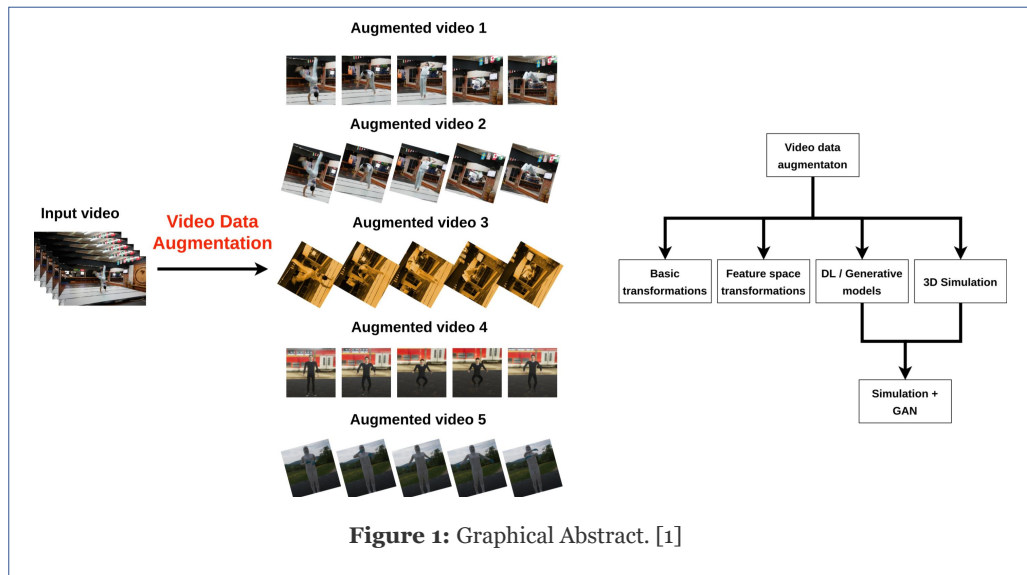 Augmented video 1
Augmented video 2
Input video
Video Data
Augmentation
Augmented video 3
Augmented video 4
Augmented video 5
Video data
augmentaton
Basic
transformations
Feature space
transformations
DL / Generative
models
3D Simulation
Simulation +
GAN
Figure 1: Graphical Abstract. [1]